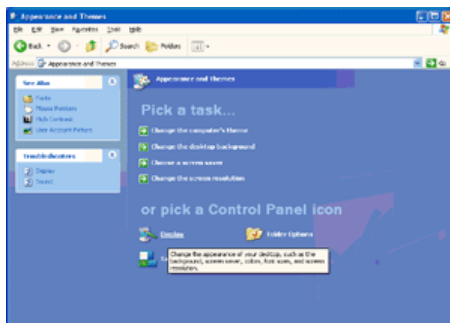 Appearance and Themes
File Edit View Favorites Tools Help
Back Search Folders
Address Appearance and Themes Go
See Also
Fonts
Mouse Pointers
High Contrast
User Account Picture
Troubleshooters
Display
Sound
Appearance and Themes
Pick a task...
Change the computer's theme
Change the desktop background
Choose a screen saver
Change the screen resolution
or pick a Control Panel icon
Display Folder Options
Change the appearance of your desktop, such as the
background, screen saver, colors, font sizes, and screen
resolution.